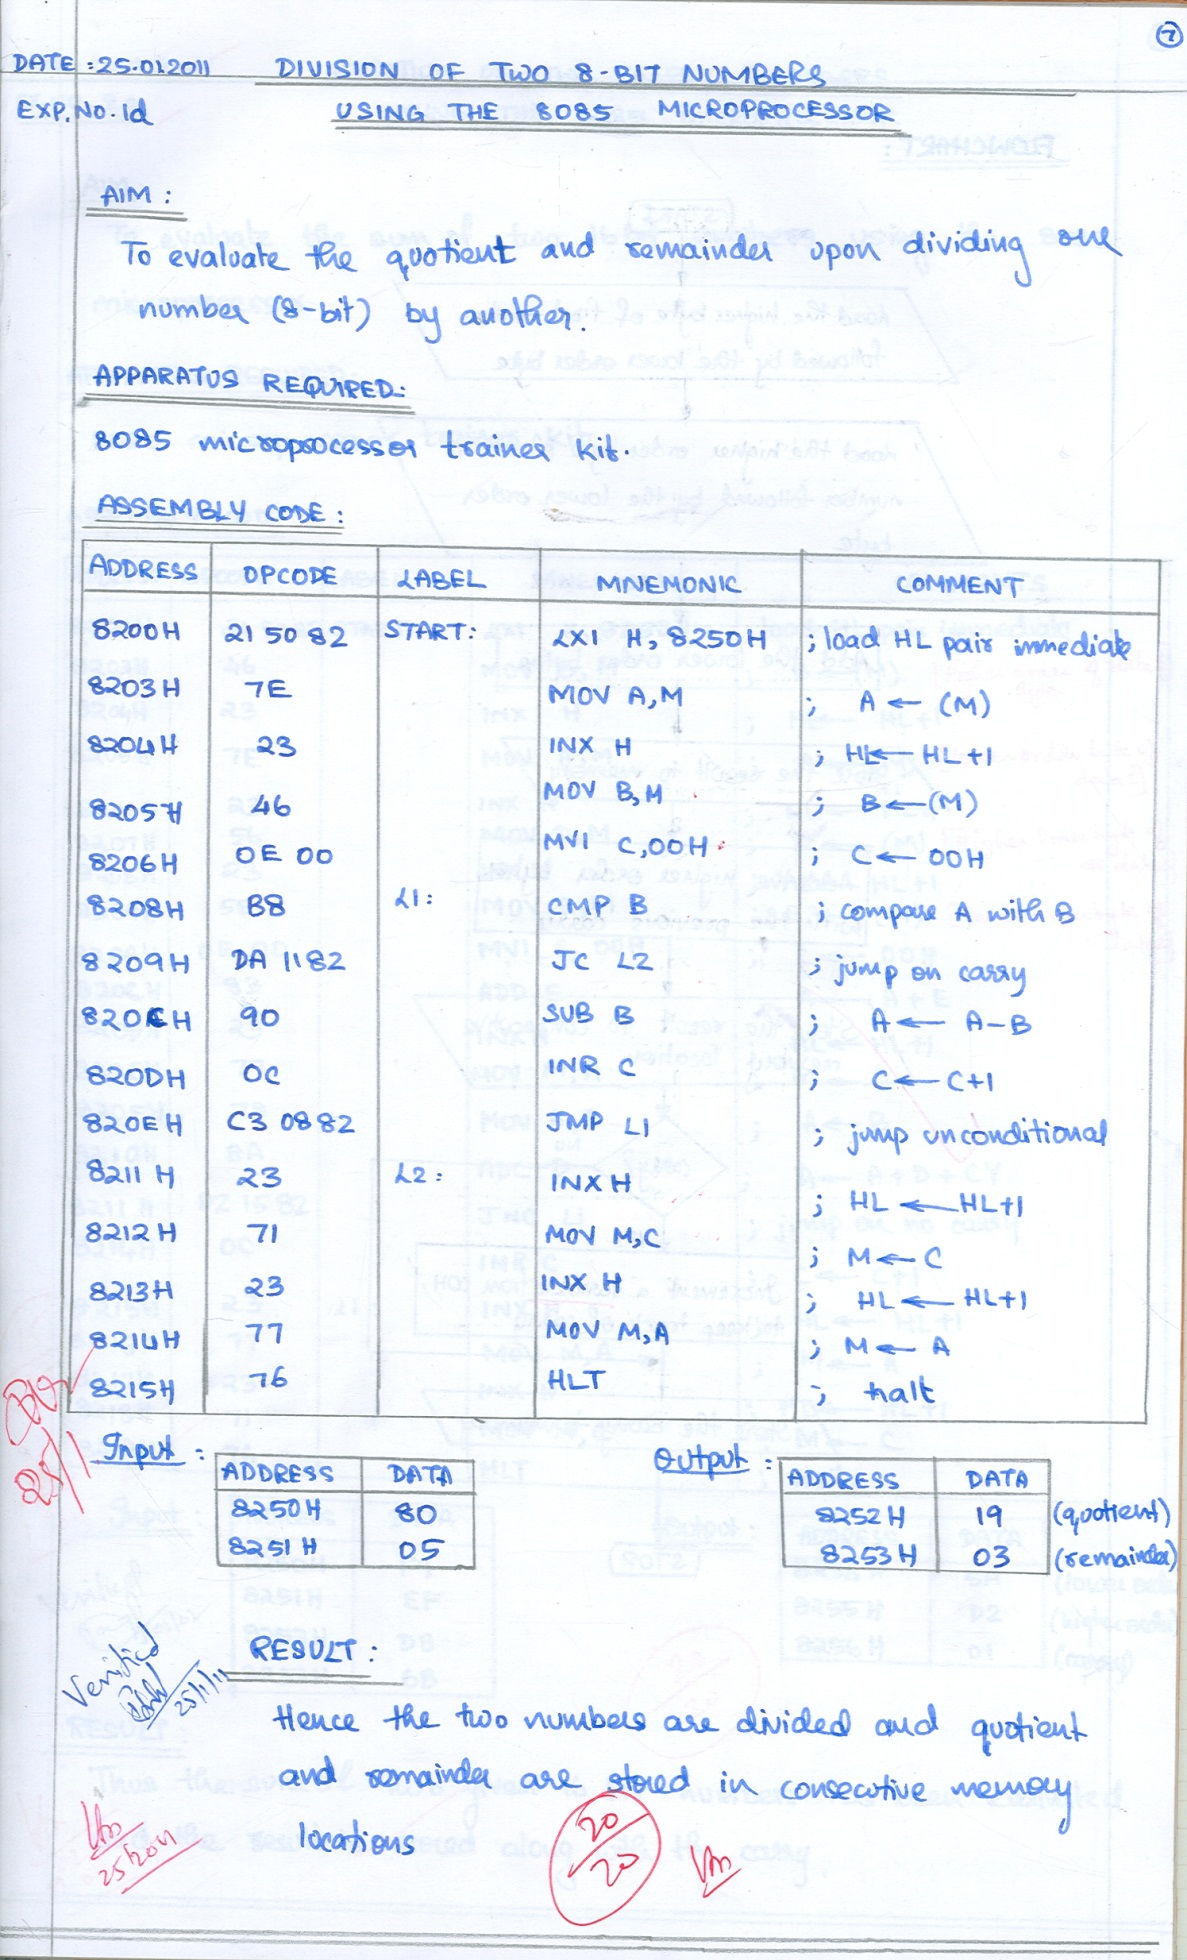 7
DATE : 25.01.2011 DIVISION OF TWO 8-BIT NUMBERS
EXP.NO. 1d USING THE 8085 MICROPROCESSOR
AIM :
To evaluate the quotient and remainder upon dividing one
number (8-bit) by another.
APPARATUS REQUIRED:
8085 microprocessor trainer kit.
ASSEMBLY CODE :
ADDRESS OPCODE LABEL MNEMONIC COMMENT
8200H 21 50 82 START: LXI H, 8250H ; load HL pair immediate
8203H 7E MOV A,M ; A ← (M)
8204H 23 INX H ; HL ← HL+1
8205H 46 MOV B,M ; B ← (M)
8206H 0E 00 MVI C,00H ; C ← 00H
8208H B8 L1: CMP B ; compare A with B
8209H DA 11 82 JC L2 ; jump on carry
820CH 90 SUB B ; A ← A-B
820DH 0C INR C ; C ← C+1
820EH C3 08 82 JMP L1 ; jump unconditional
8211H 23 L2: INX H ; HL ← HL+1
8212H 71 MOV M,C ; M ← C
8213H 23 INX H ; HL ← HL+1
8214H 77 MOV M,A ; M ← A
8215H 76 HLT ; halt
25/1
Input : Output :
ADDRESS DATA ADDRESS DATA
8250H 80 8252H 19 (quotient)
8251H 05 8253H 03 (remainder)
Verified
25/1/11
RESULT :
Hence the two numbers are divided and quotient
and remainder are stored in consecutive memory
locations
20
20